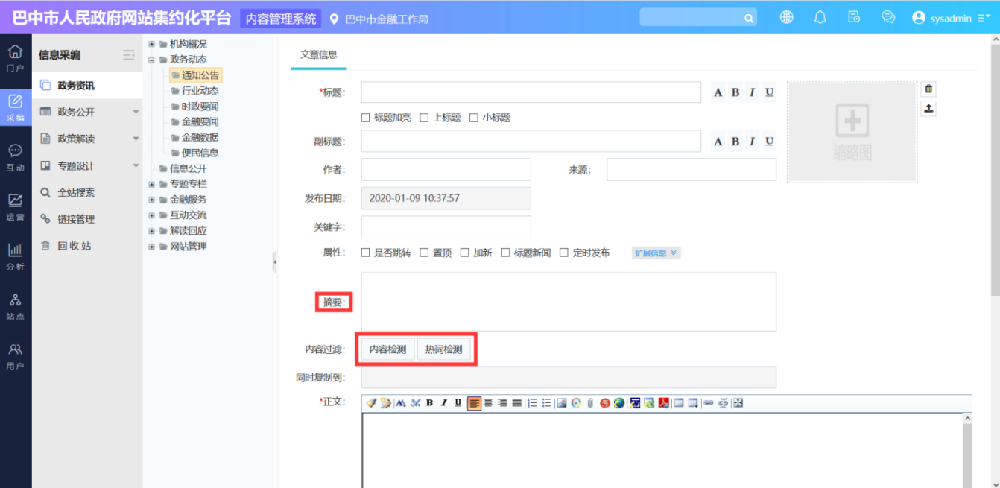 巴中市人民政府网站集约化平台 内容管理系统 巴中市金融工作局 sysadmin
门户
采编
互动
运营
分析
站点
用户
信息采编
政务资讯
政务公开
政策解读
专题设计
全站搜索
链接管理
回收站
机构概况
政务动态
通知公告
行业动态
时政要闻
金融要闻
金融数据
便民信息
信息公开
专题专栏
金融服务
互动交流
解读回应
网站管理
文章信息
*标题: A B I U
标题加亮 上标题 小标题
副标题: A B I U
缩略图
作者: 来源:
发布日期: 2020-01-09 10:37:57
关键字:
属性: 是否跳转 置顶 加新 标题新闻 定时发布 扩展信息
摘要:
内容过滤: 内容检测 热词检测
同时复制到:
*正文: B I U